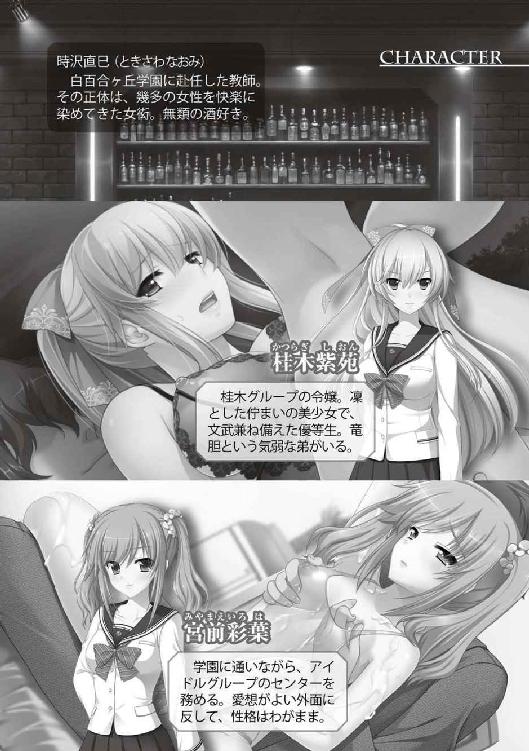 CHARACTER
時沢直巳（ときさわなおみ）
白百合ヶ丘学園に赴任した教師。
その正体は、幾多の女性を快楽に
染めてきた女衒。無類の酒好き。
かつらぎ しおん
桂木紫苑
桂木グループの令嬢。凜
とした佇まいの美少女で、
文武兼ね備えた優等生。竜
胆という気弱な弟がいる。
みやまえいろは
宮前彩葉
学園に通いながら、アイ
ドルグループのセンターを
務める。愛想がよい外面に
反して、性格はわがまま。